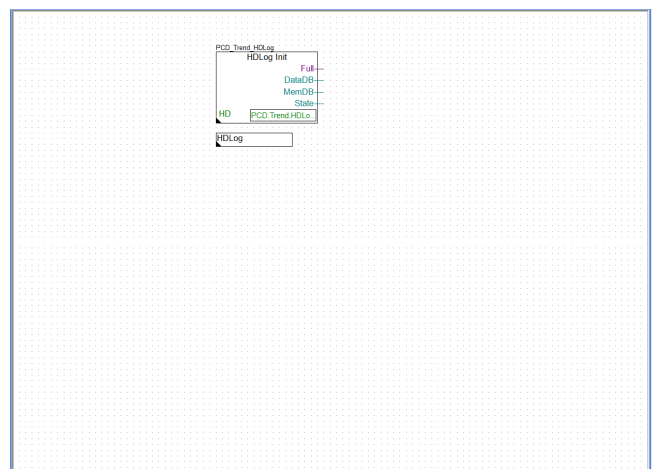 PCD_Trend_HDLog
HDLog Init
Full
DataDB
MemDB
State
HD PCD.Trend.HDLo..
HDLog